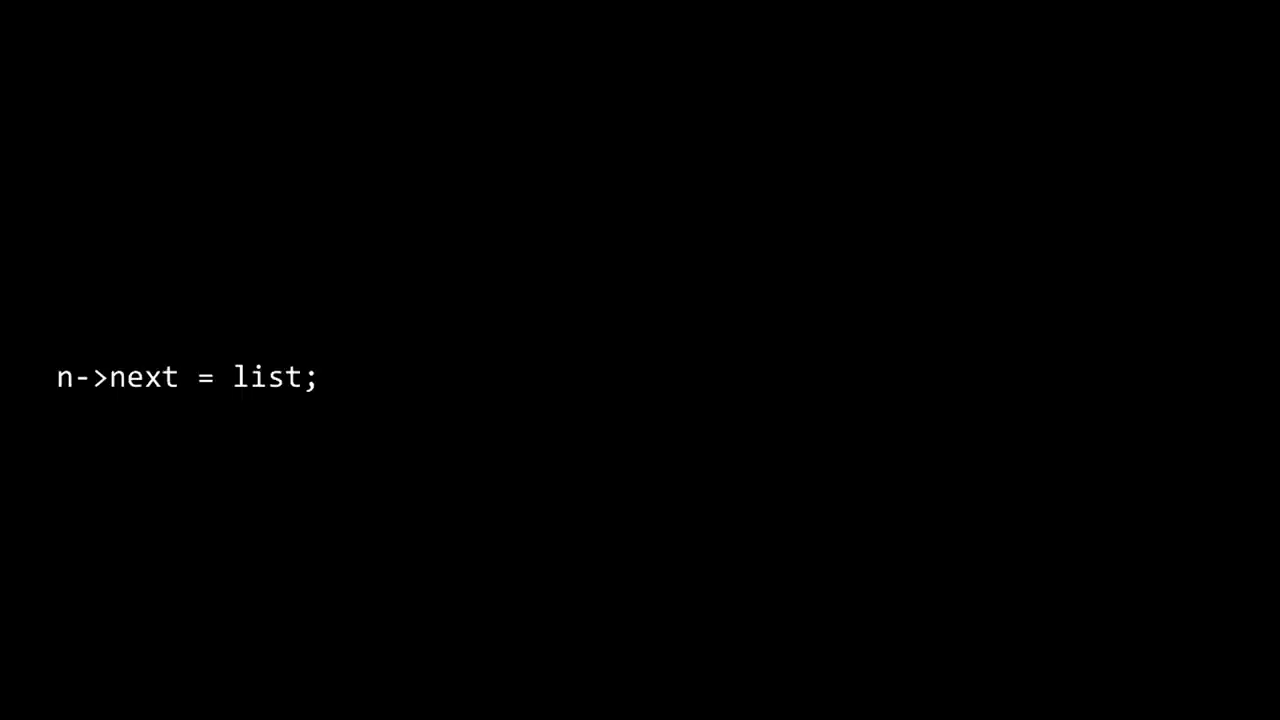 n->next = list;